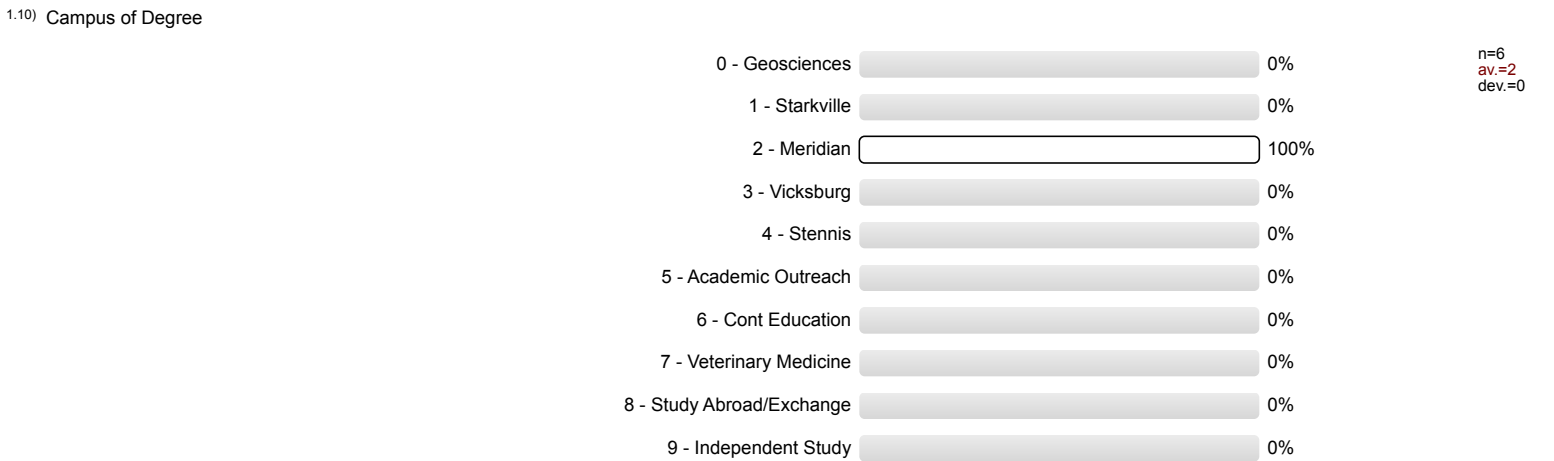 1.10) Campus of Degree
0 - Geosciences 0%
n=6
av.=2
dev.=0
1 - Starkville 0%
2 - Meridian 100%
3 - Vicksburg 0%
4 - Stennis 0%
5 - Academic Outreach 0%
6 - Cont Education 0%
7 - Veterinary Medicine 0%
8 - Study Abroad/Exchange 0%
9 - Independent Study 0%